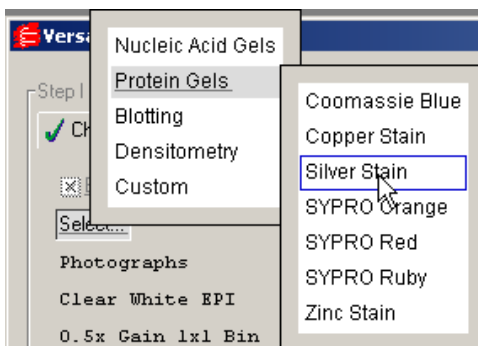 Versa
Nucleic Acid Gels
Protein Gels
Blotting
Densitometry
Custom
Coomassie Blue
Copper Stain
Silver Stain
SYPRO Orange
SYPRO Red
SYPRO Ruby
Zinc Stain
Step I
Ch
Select...
Photographs
Clear White EPI
0.5x Gain 1x1 Bin